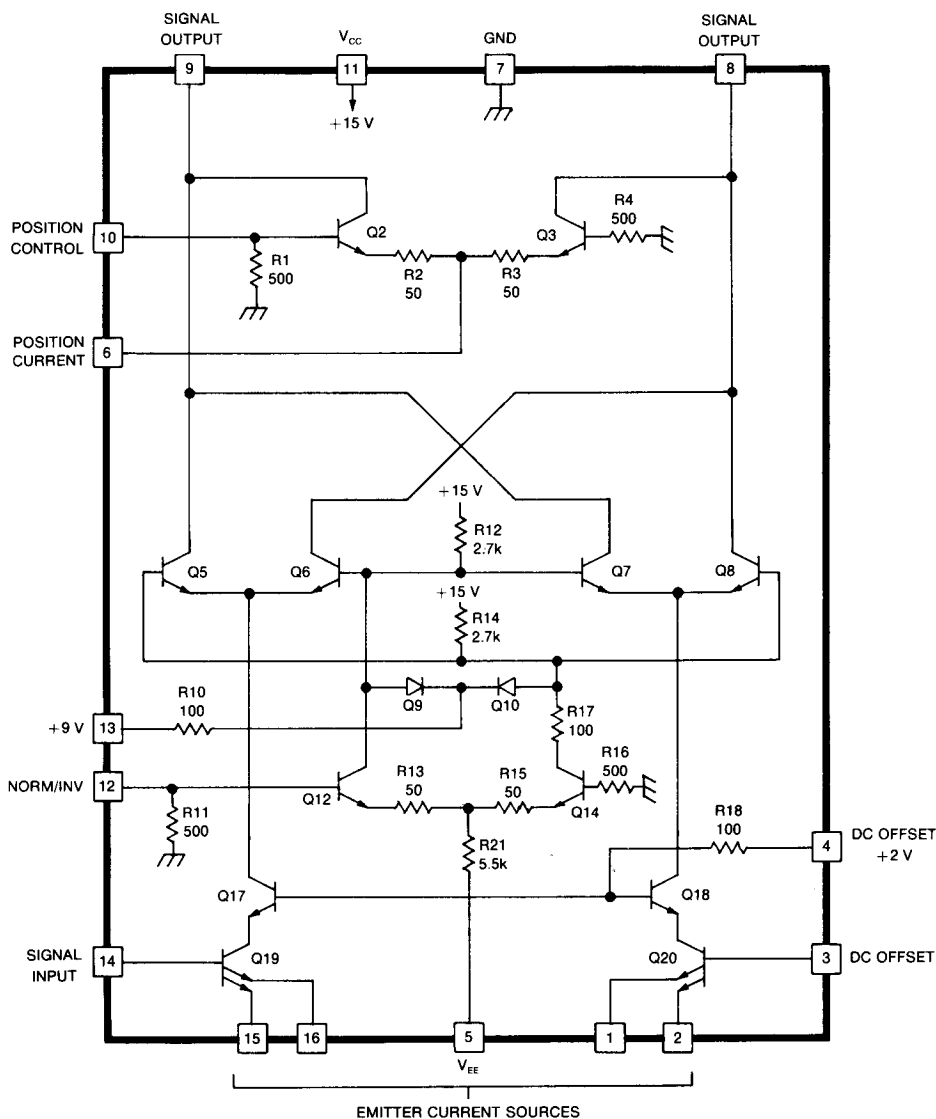 SIGNAL
OUTPUT
V_CC
GND
SIGNAL
OUTPUT
9
11
7
8
+15 V
POSITION
CONTROL
10
Q2
Q3
R4
500
R1
500
R2
50
R3
50
POSITION
CURRENT
6
+15 V
R12
2.7k
Q5
Q6
Q7
Q8
+15 V
R14
2.7k
Q9
Q10
R10
100
R17
100
+9 V
13
R16
500
NORM/INV
12
R13
50
R15
50
Q12
Q14
R11
500
R18
100
R21
5.5k
4
DC OFFSET
+2 V
Q17
Q18
SIGNAL
INPUT
14
Q19
Q20
3
DC OFFSET
15
16
5
1
2
V_EE
EMITTER CURRENT SOURCES